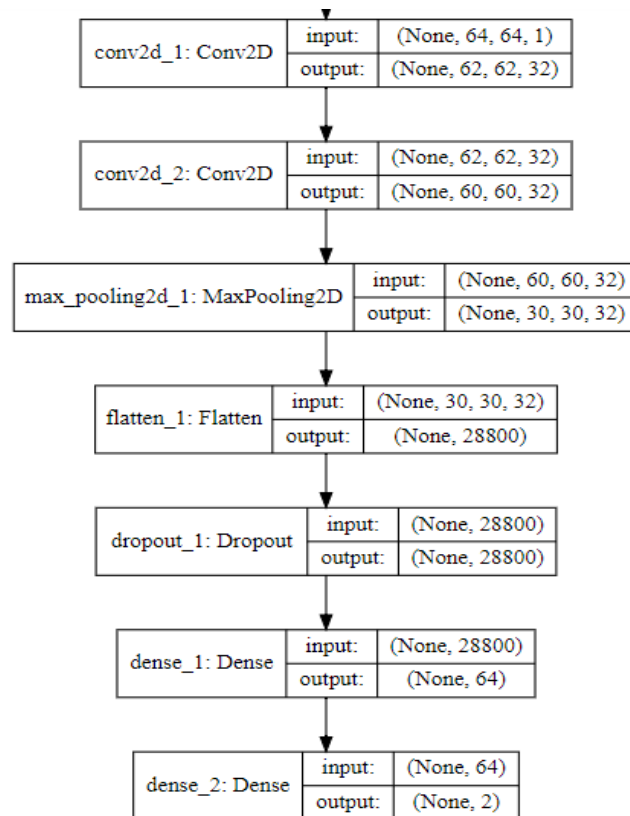 conv2d_1: Conv2D
input: (None, 64, 64, 1)
output: (None, 62, 62, 32)
conv2d_2: Conv2D
input: (None, 62, 62, 32)
output: (None, 60, 60, 32)
max_pooling2d_1: MaxPooling2D
input: (None, 60, 60, 32)
output: (None, 30, 30, 32)
flatten_1: Flatten
input: (None, 30, 30, 32)
output: (None, 28800)
dropout_1: Dropout
input: (None, 28800)
output: (None, 28800)
dense_1: Dense
input: (None, 28800)
output: (None, 64)
dense_2: Dense
input: (None, 64)
output: (None, 2)